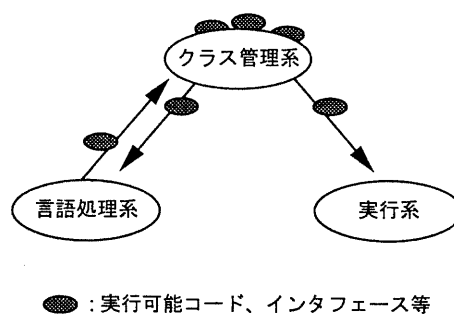 クラス管理系
言語処理系
実行系
：実行可能コード、インタフェース等